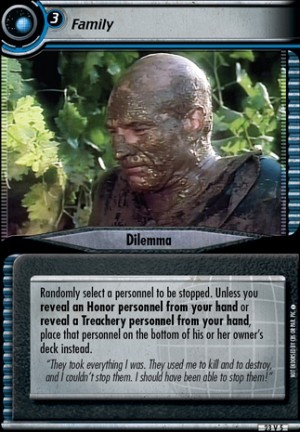 3
Family
Dilemma
Randomly select a personnel to be stopped. Unless you
reveal an Honor personnel from your hand or
reveal a Treachery personnel from your hand,
place that personnel on the bottom of his or her owner's
deck instead.
"They took everything I was. They used me to kill and to destroy,
and I couldn't stop them. I should have been able to stop them!"
23 V 5